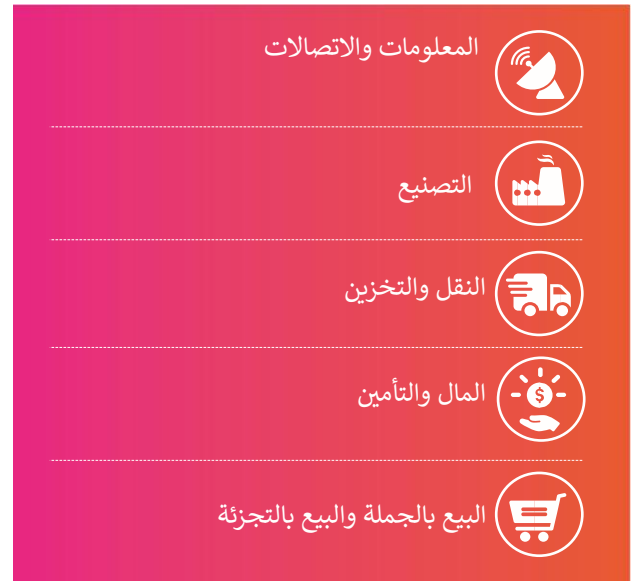 المعلومات والاتصالات
التصنيع
النقل والتخزين
المال والتأمين
$
البيع بالجملة والبيع بالتجزئة